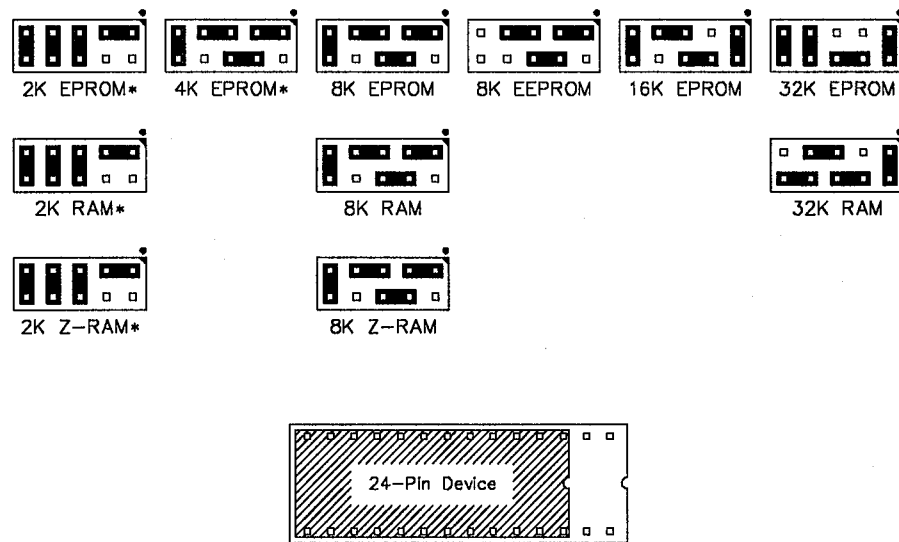 2K EPROM* 4K EPROM* 8K EPROM 8K EEPROM 16K EPROM 32K EPROM
2K RAM* 8K RAM 32K RAM
2K Z-RAM* 8K Z-RAM
24-Pin Device